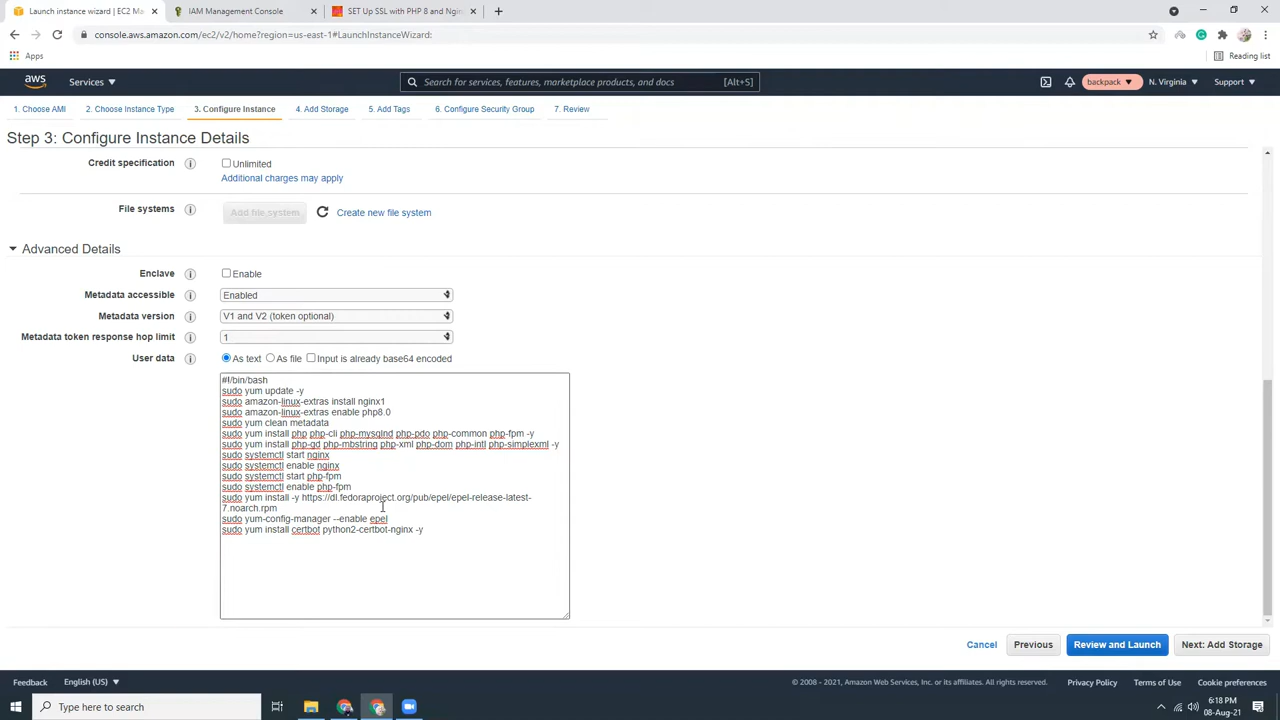 Launch instance wizard | EC2 Ma
IAM Management Console
SET Up SSL with PHP 8 and Ngin
console.aws.amazon.com/ec2/v2/home?region=us-east-1#LaunchInstanceWizard:
Apps
Reading list
aws
Services
Search for services, features, marketplace products, and docs
[Alt+S]
backpack
N. Virginia
Support
1. Choose AMI
2. Choose Instance Type
3. Configure Instance
4. Add Storage
5. Add Tags
6. Configure Security Group
7. Review
Step 3: Configure Instance Details
Credit specification
Unlimited
Additional charges may apply
File systems
Add file system
Create new file system
Advanced Details
Enclave
Enable
Metadata accessible
Enabled
Metadata version
V1 and V2 (token optional)
Metadata token response hop limit
1
User data
As text
As file
Input is already base64 encoded
#!/bin/bash
sudo yum update -y
sudo amazon-linux-extras install nginx1
sudo amazon-linux-extras enable php8.0
sudo yum clean metadata
sudo yum install php php-cli php-mysqlnd php-pdo php-common php-fpm -y
sudo yum install php-gd php-mbstring php-xml php-dom php-intl php-simplexml -y
sudo systemctl start nginx
sudo systemctl enable nginx
sudo systemctl start php-fpm
sudo systemctl enable php-fpm
sudo yum install -y https://dl.fedoraproject.org/pub/epel/epel-release-latest-
7.noarch.rpm
sudo yum-config-manager --enable epel
sudo yum install certbot python2-certbot-nginx -y
Cancel
Previous
Review and Launch
Next: Add Storage
Feedback
English (US)
© 2008 - 2021, Amazon Web Services, Inc. or its affiliates. All rights reserved.
Privacy Policy
Terms of Use
Cookie preferences
Type here to search
6:18 PM
08-Aug-21